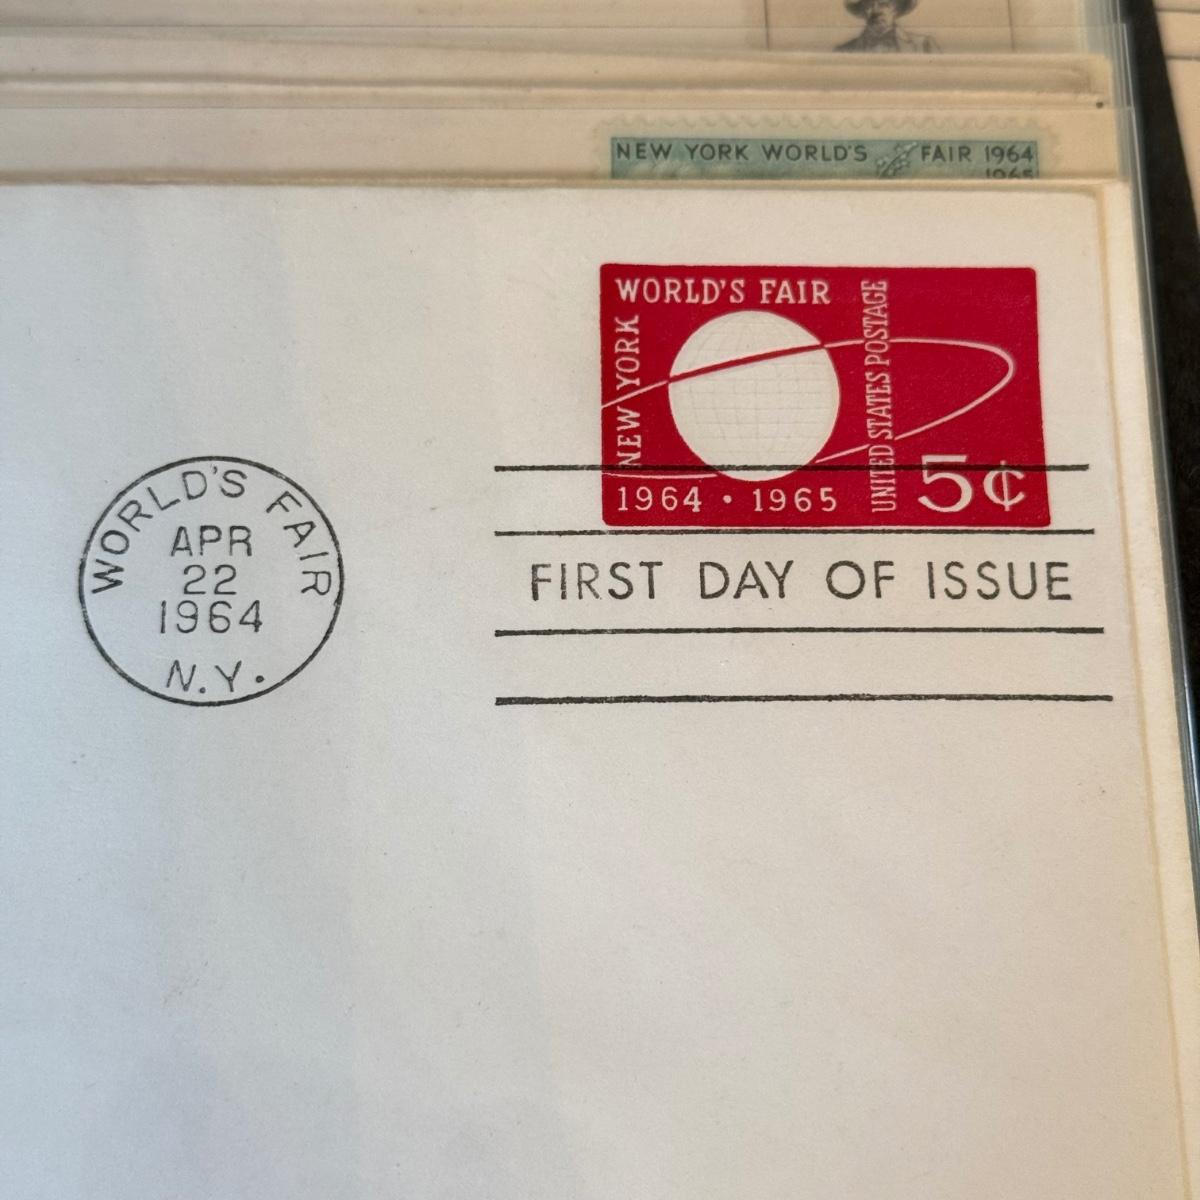 NEW YORK WORLD'S FAIR 1964
1965
WORLD'S FAIR
NEW YORK
UNITED STATES POSTAGE
1964 • 1965
5¢
WORLD'S FAIR
APR
22
1964
N.Y.
FIRST DAY OF ISSUE